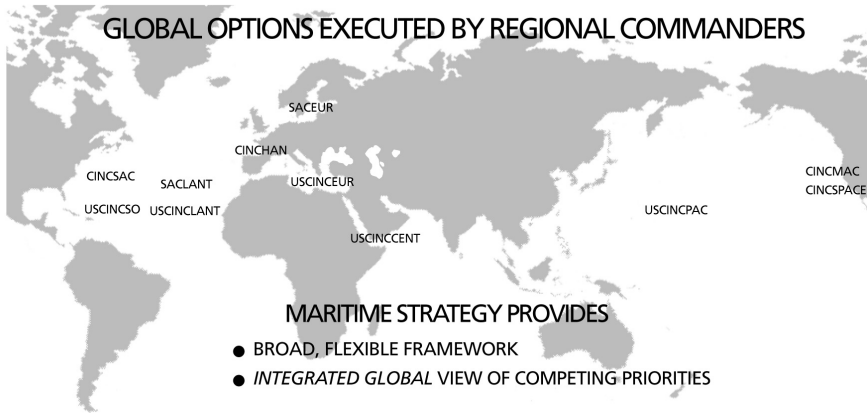 GLOBAL OPTIONS EXECUTED BY REGIONAL COMMANDERS
SACEUR
CINCHAN
CINCSAC
SACLANT
USCINCEUR
CINCMAC
CINCSPACE
USCINCSO
USCINCLANT
USCINCPAC
USCINCCENT
MARITIME STRATEGY PROVIDES
● BROAD, FLEXIBLE FRAMEWORK
● INTEGRATED GLOBAL VIEW OF COMPETING PRIORITIES